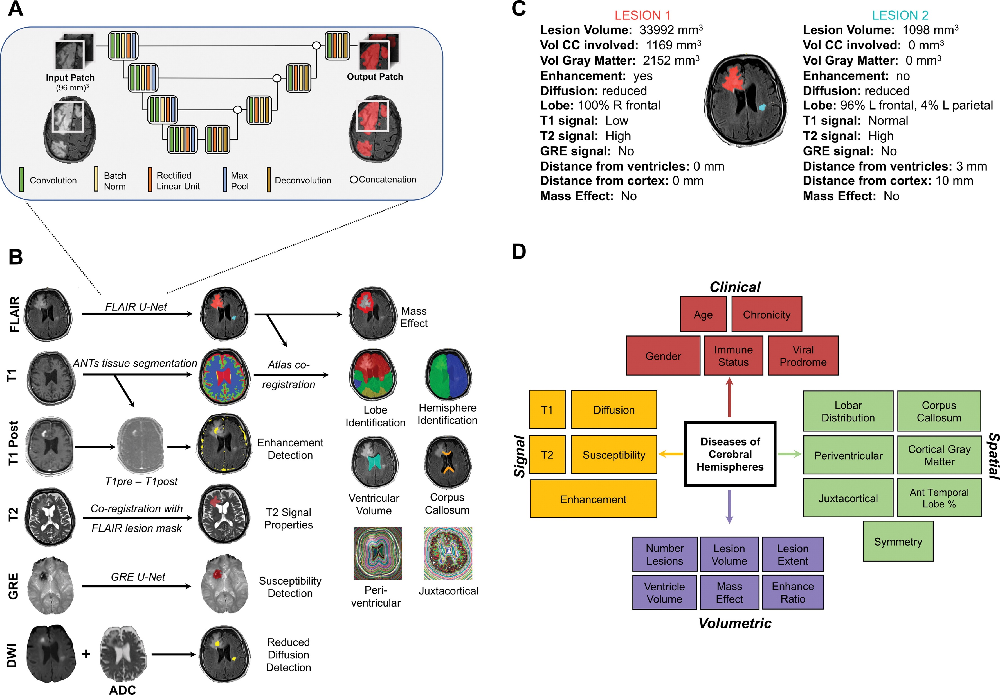 A
Input Patch
(96 mm)³
Output Patch
Convolution
Batch
Norm
Rectified
Linear Unit
Max
Pool
Deconvolution
Concatenation
B
FLAIR
FLAIR U-Net
Mass
Effect
T1
ANTs tissue segmentation
Atlas co-
registration
Lobe
Identification
Hemisphere
Identification
T1 Post
T1pre – T1post
Enhancement
Detection
Ventricular
Volume
Corpus
Callosum
T2
Co-registration with
FLAIR lesion mask
T2 Signal
Properties
GRE
GRE U-Net
Susceptibility
Detection
Peri-
ventricular
Juxtacortical
DWI
+
ADC
Reduced
Diffusion
Detection
C
LESION 1
Lesion Volume: 33992 mm³
Vol CC involved: 1169 mm³
Vol Gray Matter: 2152 mm³
Enhancement: yes
Diffusion: reduced
Lobe: 100% R frontal
T1 signal: Low
T2 signal: High
GRE signal: No
Distance from ventricles: 0 mm
Distance from cortex: 0 mm
Mass Effect: No
LESION 2
Lesion Volume: 1098 mm³
Vol CC involved: 0 mm³
Vol Gray Matter: 0 mm³
Enhancement: no
Diffusion: reduced
Lobe: 96% L frontal, 4% L parietal
T1 signal: Normal
T2 signal: High
GRE signal: No
Distance from ventricles: 3 mm
Distance from cortex: 10 mm
Mass Effect: No
D
Clinical
Age
Chronicity
Gender
Immune
Status
Viral
Prodrome
Signal
T1
Diffusion
T2
Susceptibility
Enhancement
Diseases of
Cerebral
Hemispheres
Spatial
Lobar
Distribution
Corpus
Callosum
Periventricular
Cortical Gray
Matter
Juxtacortical
Ant Temporal
Lobe %
Symmetry
Number
Lesions
Lesion
Volume
Lesion
Extent
Ventricle
Volume
Mass
Effect
Enhance
Ratio
Volumetric